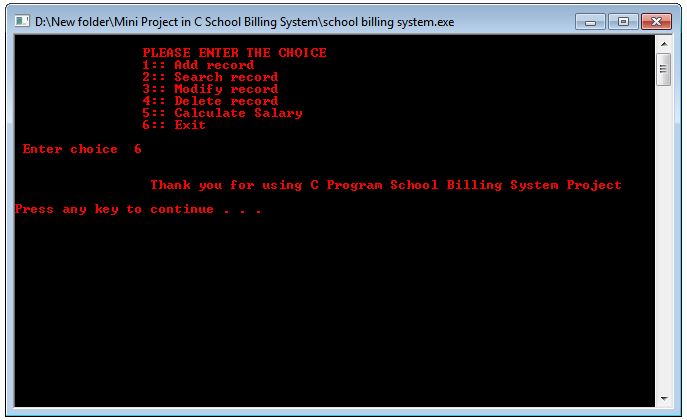 D:\New folder\Mini Project in C School Billing System\school billing system.exe
PLEASE ENTER THE CHOICE
1:: Add record
2:: Search record
3:: Modify record
4:: Delete record
5:: Calculate Salary
6:: Exit
Enter choice 6
Thank you for using C Program School Billing System Project
Press any key to continue . . .